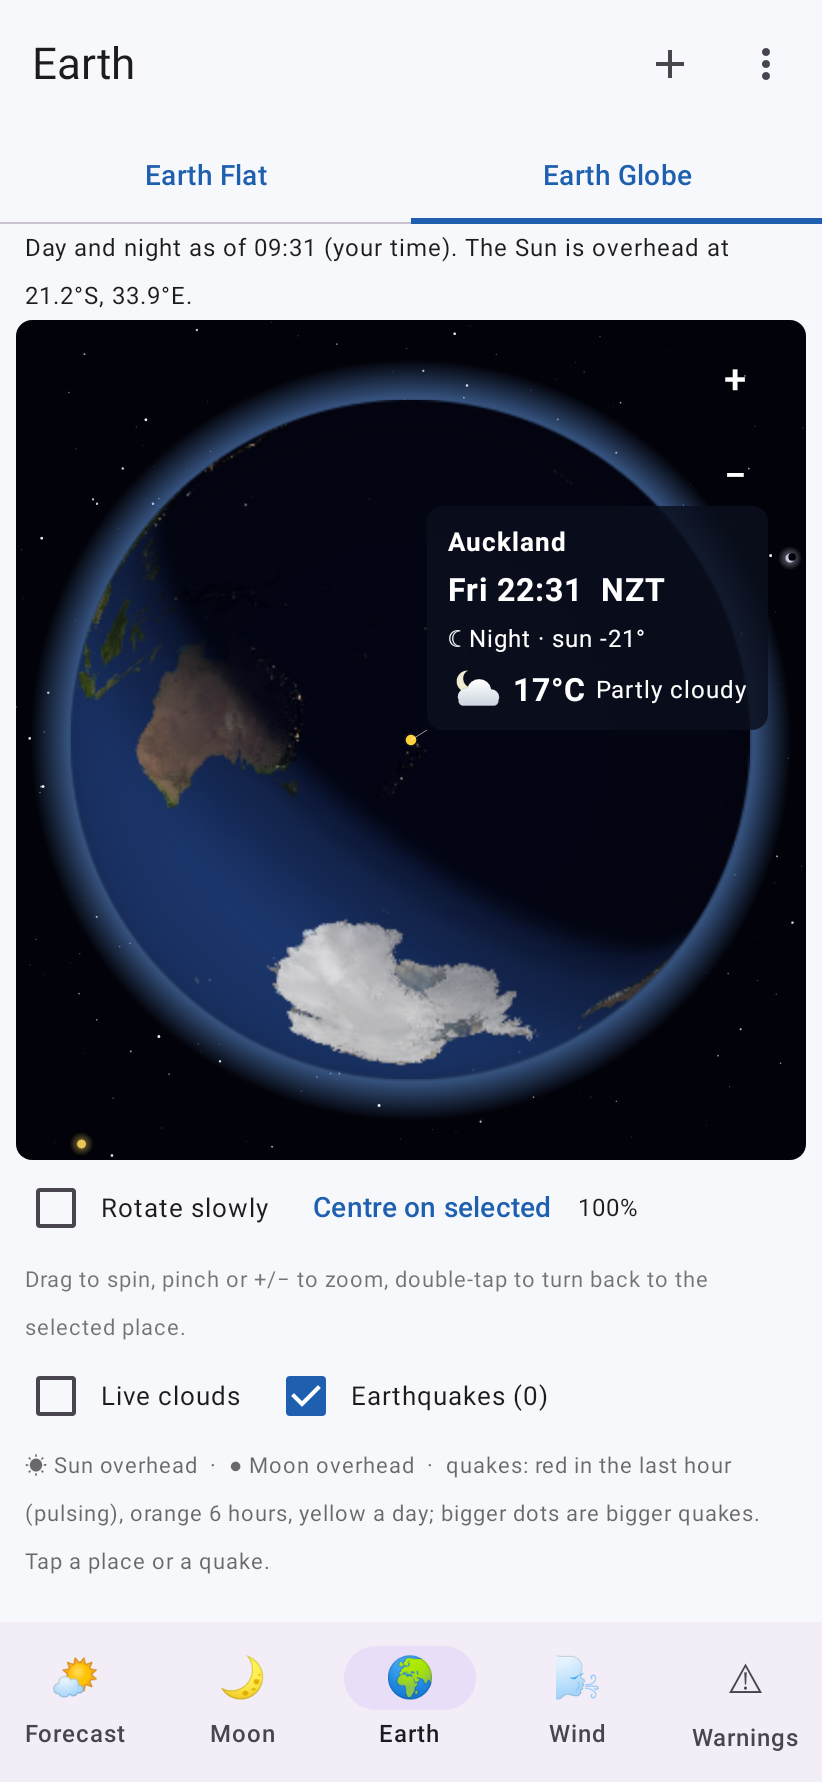 Earth
Earth Flat
Earth Globe
Day and night as of 09:31 (your time). The Sun is overhead at
21.2°S, 33.9°E.
+
−
Auckland
Fri 22:31 NZT
☾ Night · sun -21°
17°C Partly cloudy
Rotate slowly
Centre on selected
100%
Drag to spin, pinch or +/− to zoom, double-tap to turn back to the
selected place.
Live clouds
Earthquakes (0)
☀ Sun overhead · ● Moon overhead · quakes: red in the last hour
(pulsing), orange 6 hours, yellow a day; bigger dots are bigger quakes.
Tap a place or a quake.
Forecast
Moon
Earth
Wind
Warnings